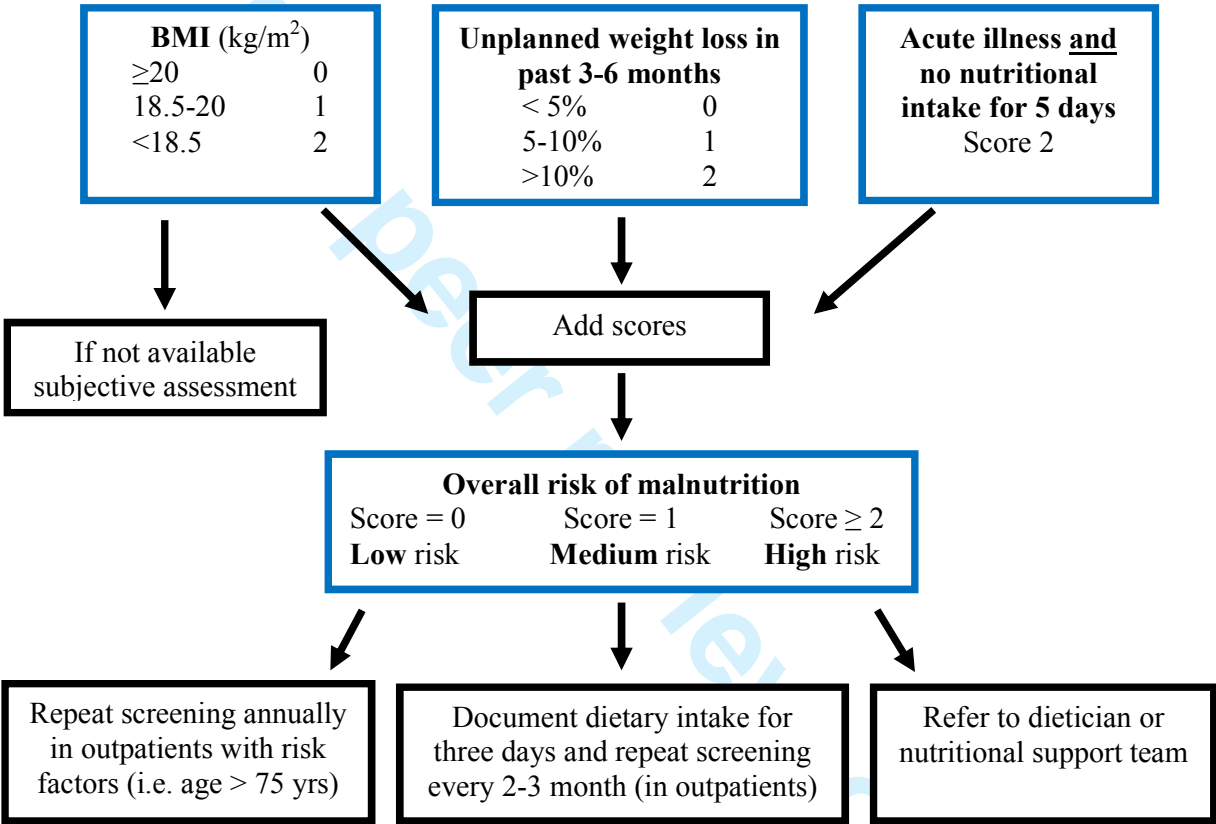 BMI (kg/m²)
≥20 0
18.5-20 1
<18.5 2
Unplanned weight loss in
past 3-6 months
< 5% 0
5-10% 1
>10% 2
Acute illness and
no nutritional
intake for 5 days
Score 2
If not available
subjective assessment
Add scores
Overall risk of malnutrition
Score = 0 Score = 1 Score ≥ 2
Low risk Medium risk High risk
Repeat screening annually
in outpatients with risk
factors (i.e. age > 75 yrs)
Document dietary intake for
three days and repeat screening
every 2-3 month (in outpatients)
Refer to dietician or
nutritional support team
peer